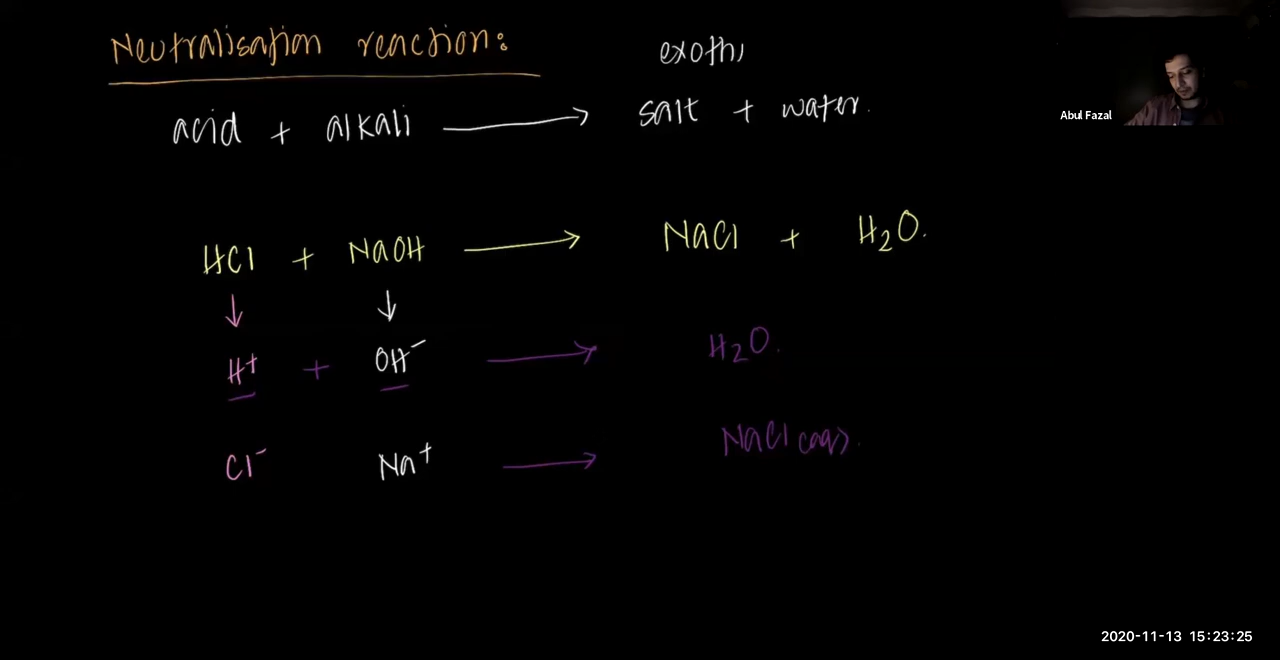 Neutralisation reaction:
exoth
acid + alkali → salt + water.
Abul Fazal
HCl + NaOH → NaCl + H₂O.
↓ ↓
H⁺ + OH⁻ → H₂O.
Cl⁻ Na⁺ → NaCl (aq).
2020-11-13 15:23:25